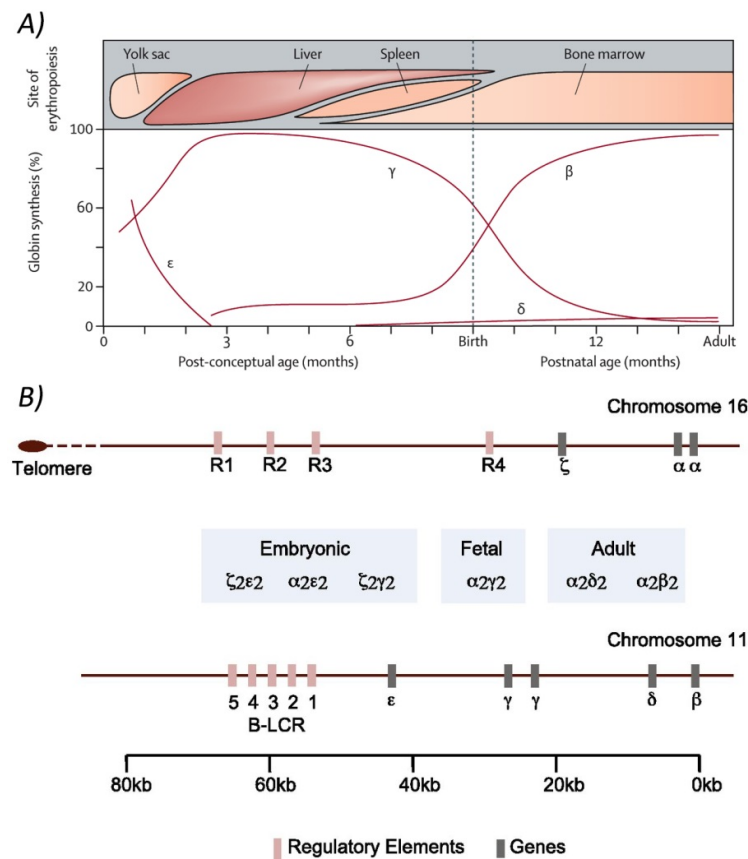 A)
Site of
erythropoiesis
Yolk sac
Liver
Spleen
Bone marrow
Globin synthesis (%)
100
60
20
0
γ
β
ε
δ
0
3
6
Birth
12
Adult
Post-conceptual age (months)
Postnatal age (months)
B)
Chromosome 16
Telomere
R1 R2 R3 R4 ζ α α
Embryonic
ζ2ε2 α2ε2 ζ2γ2
Fetal
α2γ2
Adult
α2δ2 α2β2
Chromosome 11
5 4 3 2 1 ε γ γ δ β
B-LCR
80kb 60kb 40kb 20kb 0kb
Regulatory Elements Genes